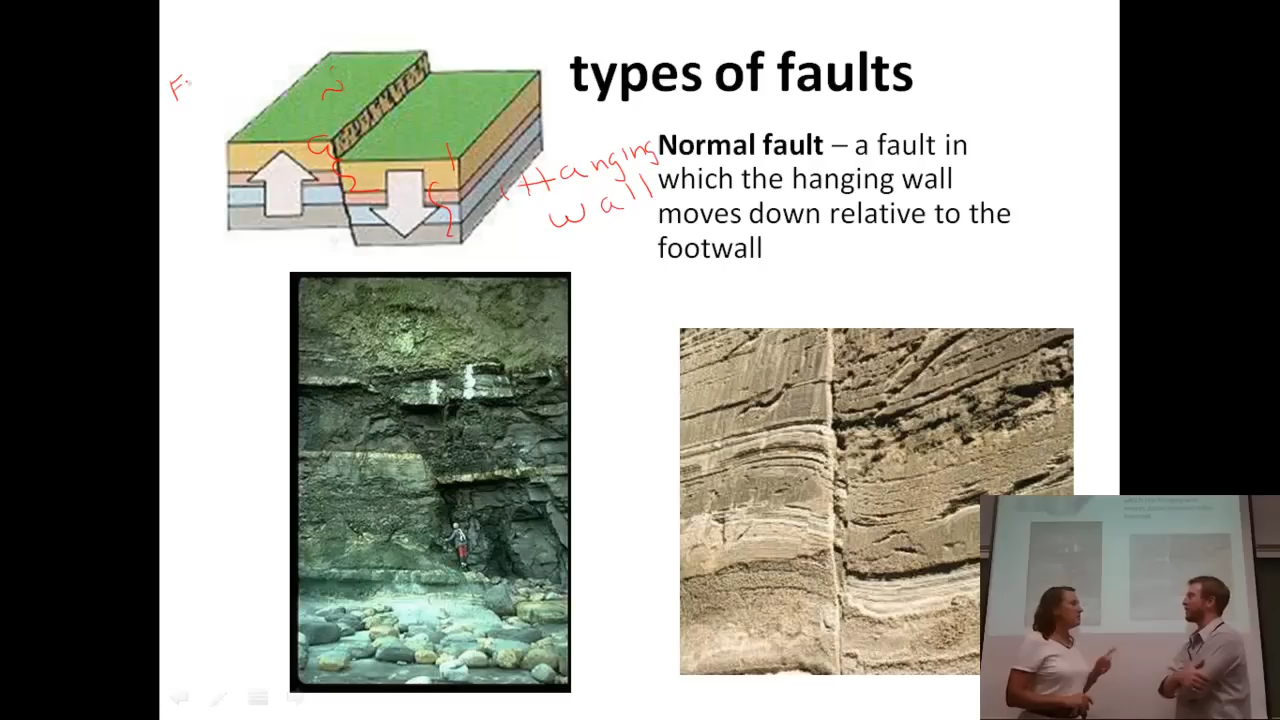 types of faults
F
Hanging
wall
Normal fault – a fault in
which the hanging wall
moves down relative to the
footwall